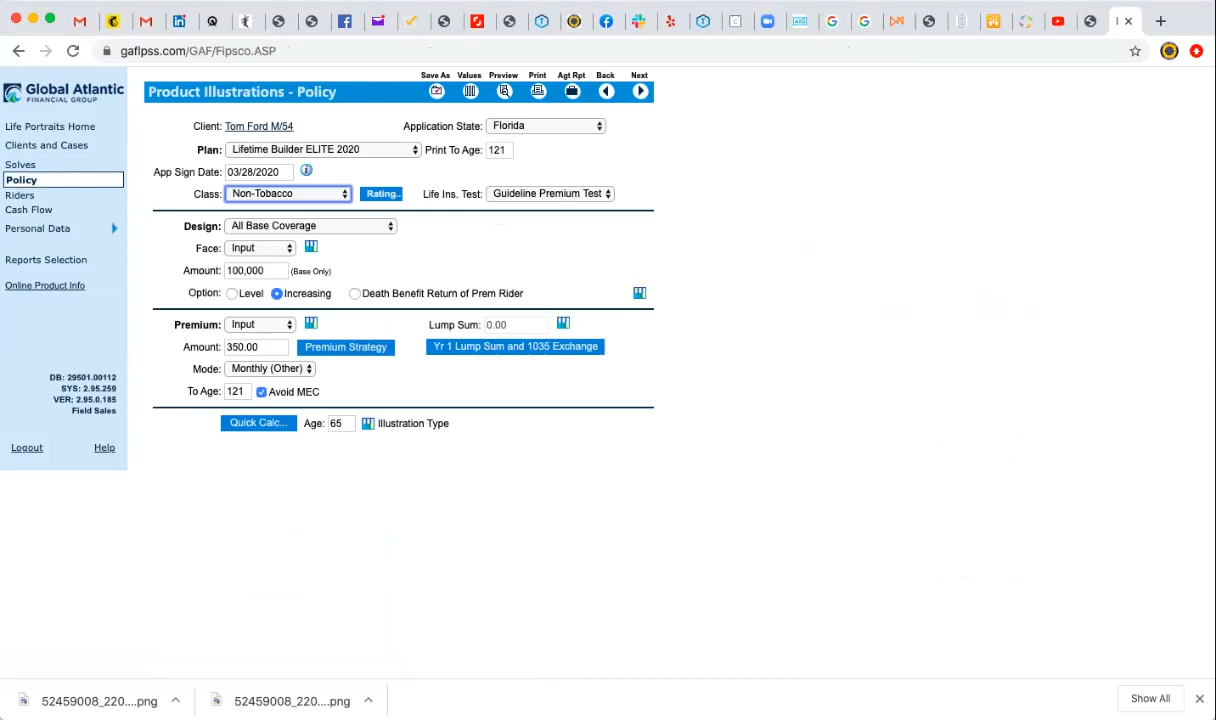 gaflpss.com/GAF/Fipsco.ASP
Global Atlantic
FINANCIAL GROUP
Life Portraits Home
Clients and Cases
Solves
Policy
Riders
Cash Flow
Personal Data
Reports Selection
Online Product Info
DB: 29501.00112
SYS: 2.95.259
VER: 2.95.0.185
Field Sales
Logout Help
Save As Values Preview Print Agt Rpt Back Next
Product Illustrations - Policy
Client: Tom Ford M/54 Application State: Florida
Plan: Lifetime Builder ELITE 2020 Print To Age: 121
App Sign Date: 03/28/2020
Class: Non-Tobacco Rating.. Life Ins. Test: Guideline Premium Test
Design: All Base Coverage
Face: Input
Amount: 100,000 (Base Only)
Option: Level Increasing Death Benefit Return of Prem Rider
Premium: Input Lump Sum: 0.00
Amount: 350.00 Premium Strategy Yr 1 Lump Sum and 1035 Exchange
Mode: Monthly (Other)
To Age: 121 Avoid MEC
Quick Calc... Age: 65 Illustration Type
52459008_220....png 52459008_220....png Show All